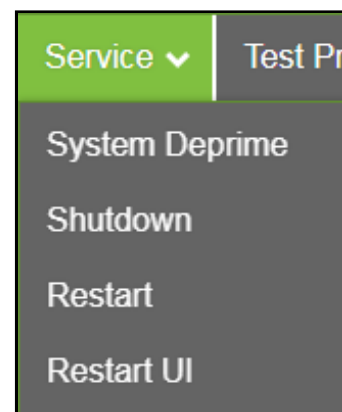 Service Test Pr
System Deprime
Shutdown
Restart
Restart UI